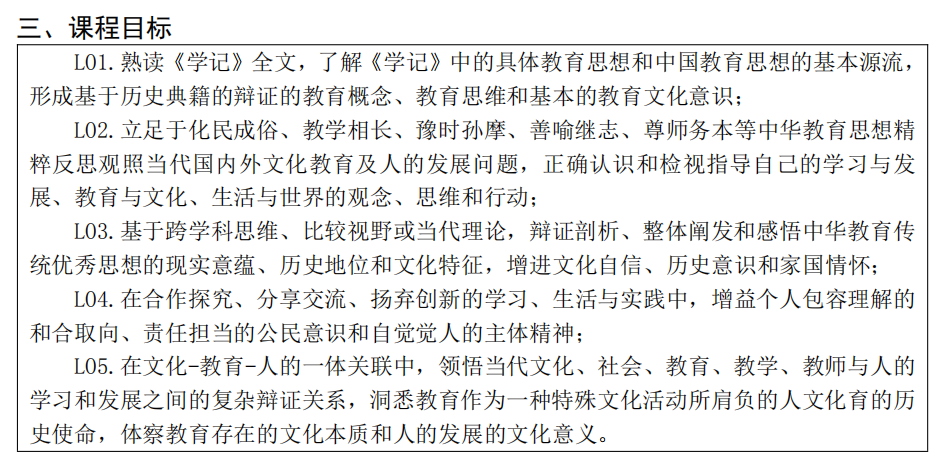 三、课程目标
LO1.熟读《学记》全文，了解《学记》中的具体教育思想和中国教育思想的基本源流，
形成基于历史典籍的辩证的教育概念、教育思维和基本的教育文化意识；
LO2.立足于化民成俗、教学相长、豫时孙摩、善喻继志、尊师务本等中华教育思想精
粹反思观照当代国内外文化教育及人的发展问题，正确认识和检视指导自己的学习与发
展、教育与文化、生活与世界的观念、思维和行动；
LO3.基于跨学科思维、比较视野或当代理论，辩证剖析、整体阐发和感悟中华教育传
统优秀思想的现实意蕴、历史地位和文化特征，增进文化自信、历史意识和家国情怀；
LO4.在合作探究、分享交流、扬弃创新的学习、生活与实践中，增益个人包容理解的
和合取向、责任担当的公民意识和自觉觉人的主体精神；
LO5.在文化-教育-人的一体关联中，领悟当代文化、社会、教育、教学、教师与人的
学习和发展之间的复杂辩证关系，洞悉教育作为一种特殊文化活动所肩负的人文化育的历
史使命，体察教育存在的文化本质和人的发展的文化意义。